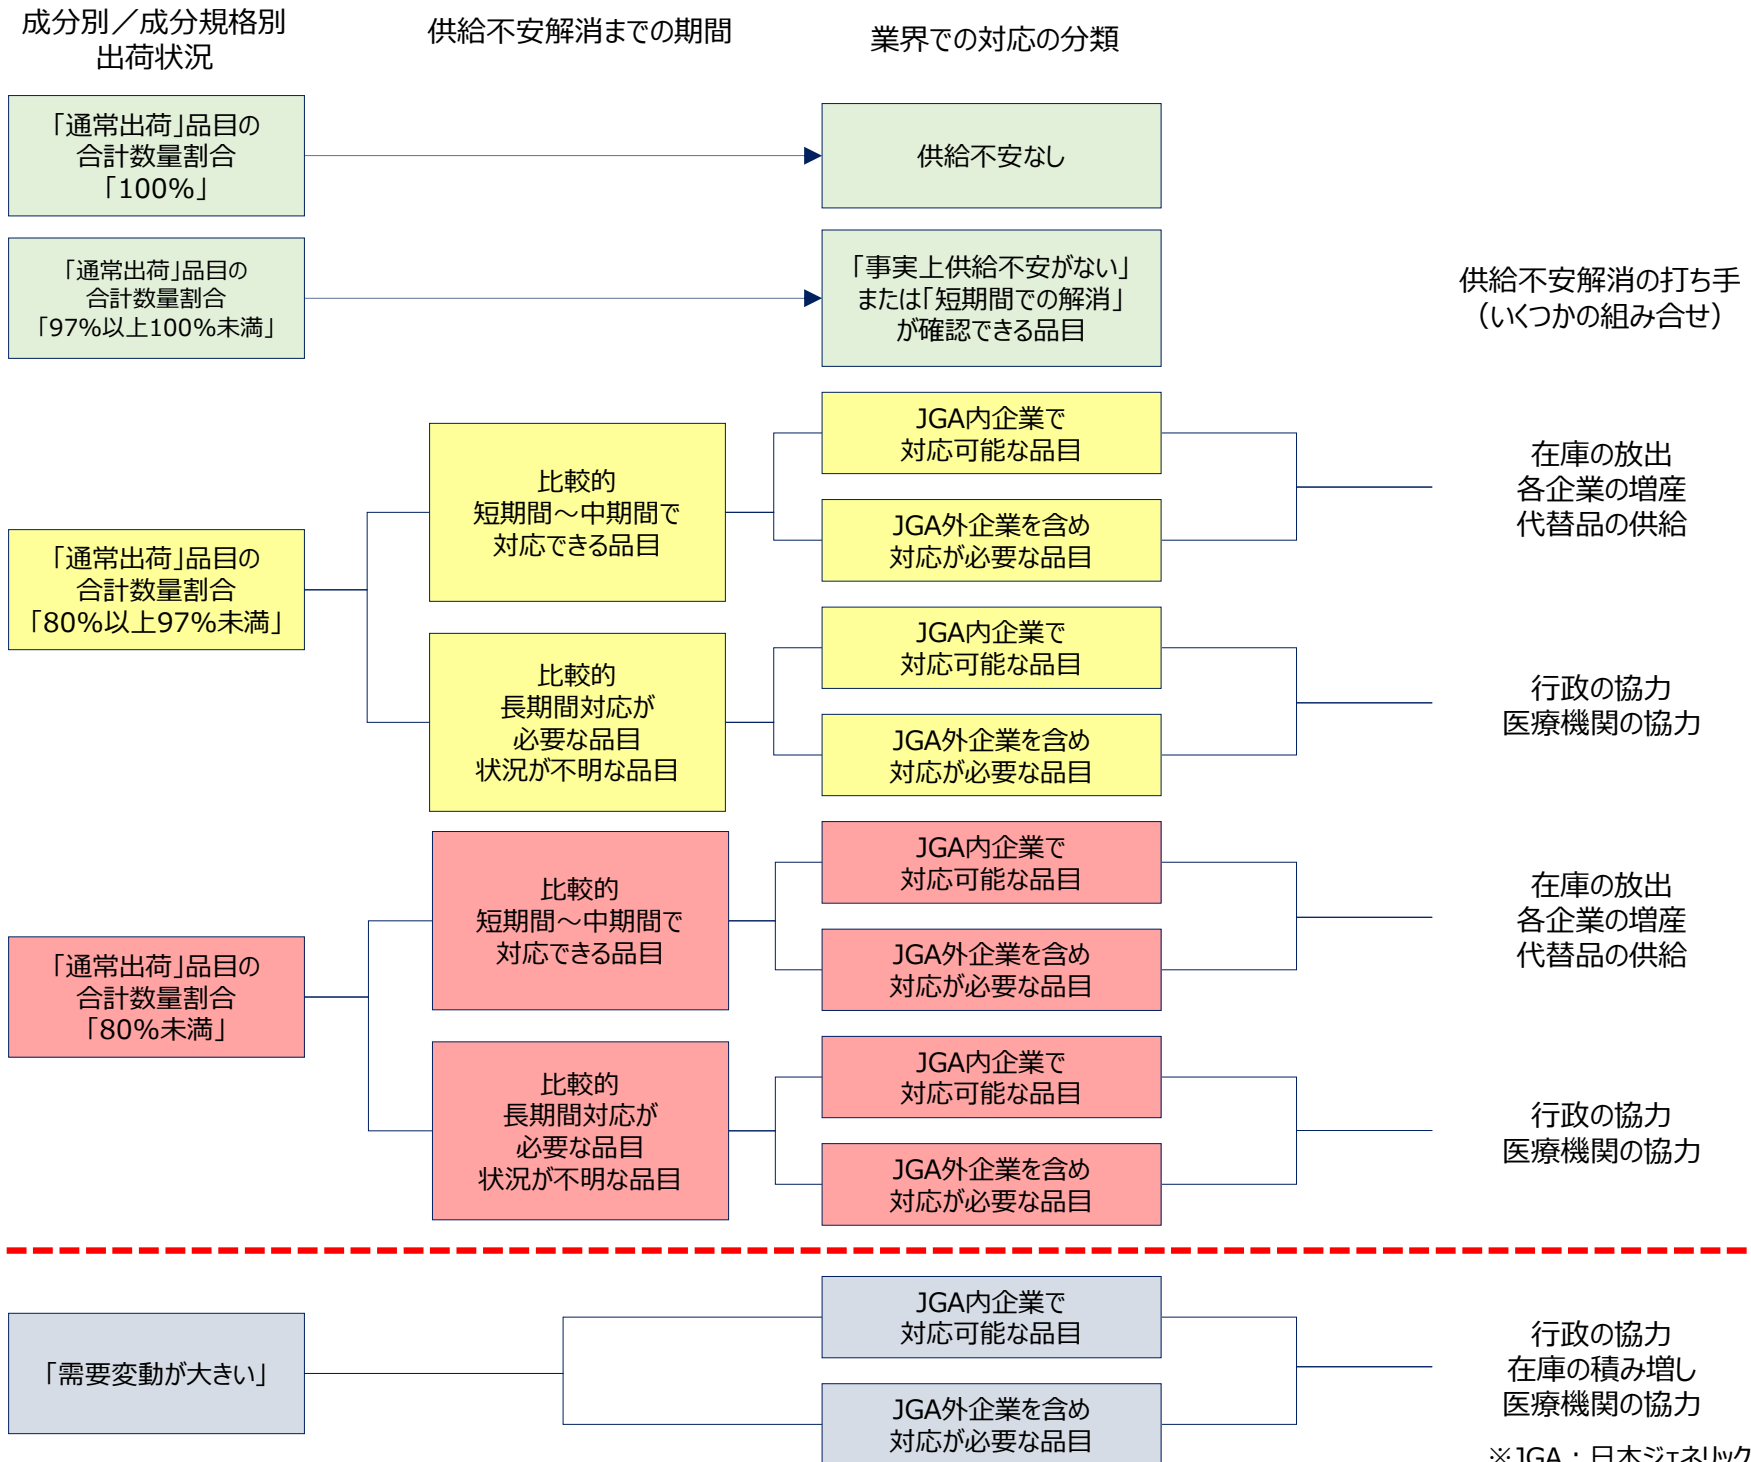 成分別／成分規格別
出荷状況
供給不安解消までの期間
業界での対応の分類
「通常出荷」品目の
合計数量割合
「100%」
供給不安なし
「通常出荷」品目の
合計数量割合
「97%以上100%未満」
「事実上供給不安がない」
または「短期間での解消」
が確認できる品目
供給不安解消の打ち手
（いくつかの組み合せ）
「通常出荷」品目の
合計数量割合
「80%以上97%未満」
比較的
短期間～中期間で
対応できる品目
JGA内企業で
対応可能な品目
JGA外企業を含め
対応が必要な品目
在庫の放出
各企業の増産
代替品の供給
比較的
長期間対応が
必要な品目
状況が不明な品目
JGA内企業で
対応可能な品目
JGA外企業を含め
対応が必要な品目
行政の協力
医療機関の協力
「通常出荷」品目の
合計数量割合
「80%未満」
比較的
短期間～中期間で
対応できる品目
JGA内企業で
対応可能な品目
JGA外企業を含め
対応が必要な品目
在庫の放出
各企業の増産
代替品の供給
比較的
長期間対応が
必要な品目
状況が不明な品目
JGA内企業で
対応可能な品目
JGA外企業を含め
対応が必要な品目
行政の協力
医療機関の協力
「需要変動が大きい」
JGA内企業で
対応可能な品目
JGA外企業を含め
対応が必要な品目
行政の協力
在庫の積み増し
医療機関の協力
※JGA：日本ジェネリック